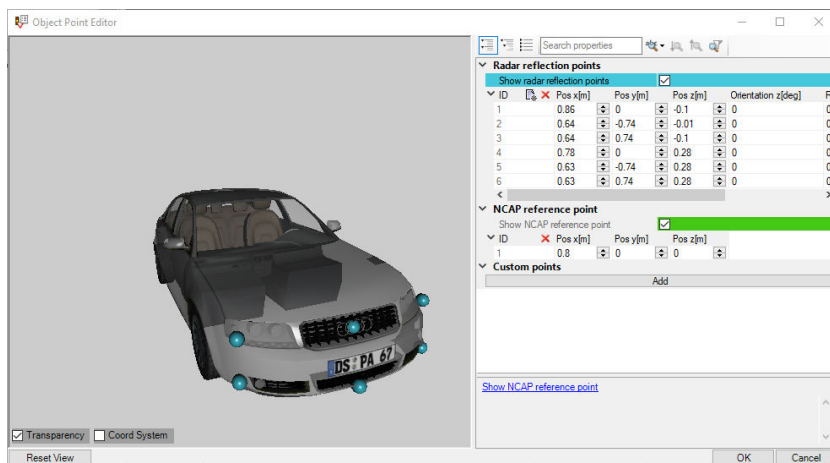 Object Point Editor
Search properties
Radar reflection points
Show radar reflection points
ID Pos x[m] Pos y[m] Pos z[m] Orientation z[deg]
1 0.86 0 -0.1 0
2 0.64 -0.74 -0.01 0
3 0.64 0.74 -0.1 0
4 0.78 0 0.28 0
5 0.63 -0.74 0.28 0
6 0.63 0.74 0.28 0
NCAP reference point
Show NCAP reference point
ID Pos x[m] Pos y[m] Pos z[m]
1 0.8 0 0
Custom points
Add
DS PA 67
Show NCAP reference point
Transparency Coord System
Reset View OK Cancel